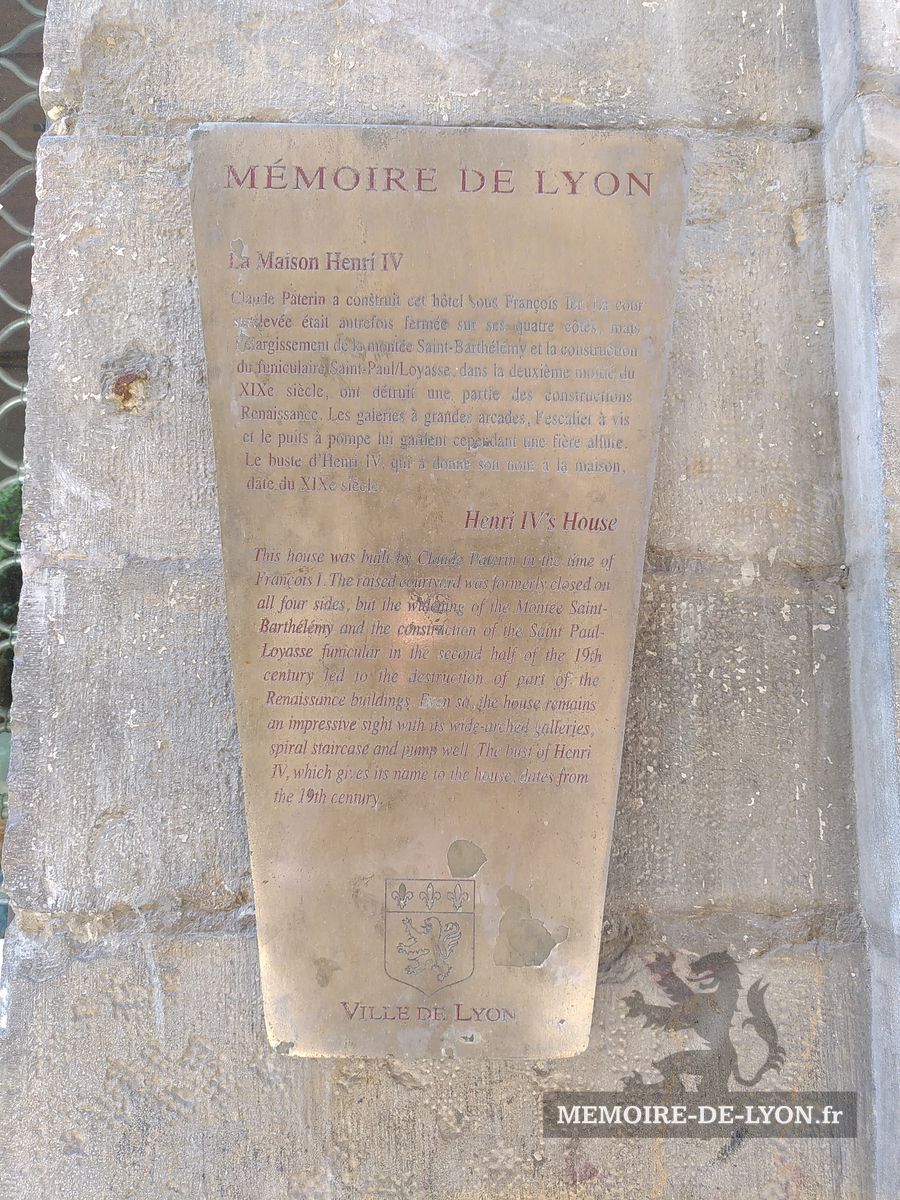 MÉMOIRE DE LYON
La Maison Henri IV
Claude Pâterin a construit cet hôtel sous François Ier. La cour
surlevée était autrefois fermée sur ses quatre côtés, mais
l'élargissement de la montée Saint-Barthélémy et la construction
du funiculaire Saint-Paul/Loyasse, dans la deuxième moitié du
XIXe siècle, ont détruit une partie des constructions
Renaissance. Les galeries à grandes arcades, l'escalier à vis
et le puits à pompe lui gardent cependant une fière allure.
Le buste d'Henri IV, qui a donné son nom à la maison,
date du XIXe siècle.
Henri IV's House
This house was built by Claude Paterin in the time of
François I. The raised courtyard was formerly closed on
all four sides, but the widening of the Montée Saint-
Barthélémy and the construction of the Saint Paul-
Loyasse funicular in the second half of the 19th
century led to the destruction of part of the
Renaissance buildings. Even so, the house remains
an impressive sight with its wide-arched galleries,
spiral staircase and pump well. The bust of Henri
IV, which gives its name to the house, dates from
the 19th century.
VILLE DE LYON
MEMOIRE-DE-LYON.fr